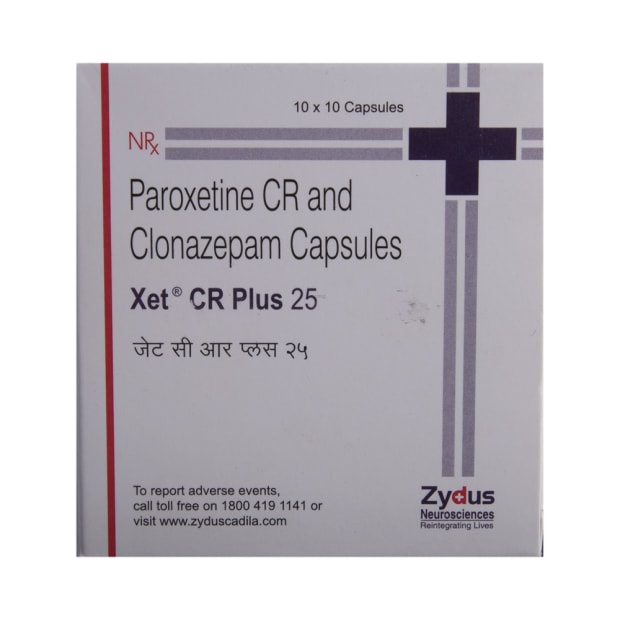 10 x 10 Capsules
NRx
Paroxetine CR and
Clonazepam Capsules
Xet® CR Plus 25
जेट सी आर प्लस २५
To report adverse events,
call toll free on 1800 419 1141 or
visit www.zyduscadila.com
Zydus
Neurosciences
Reintegrating Lives